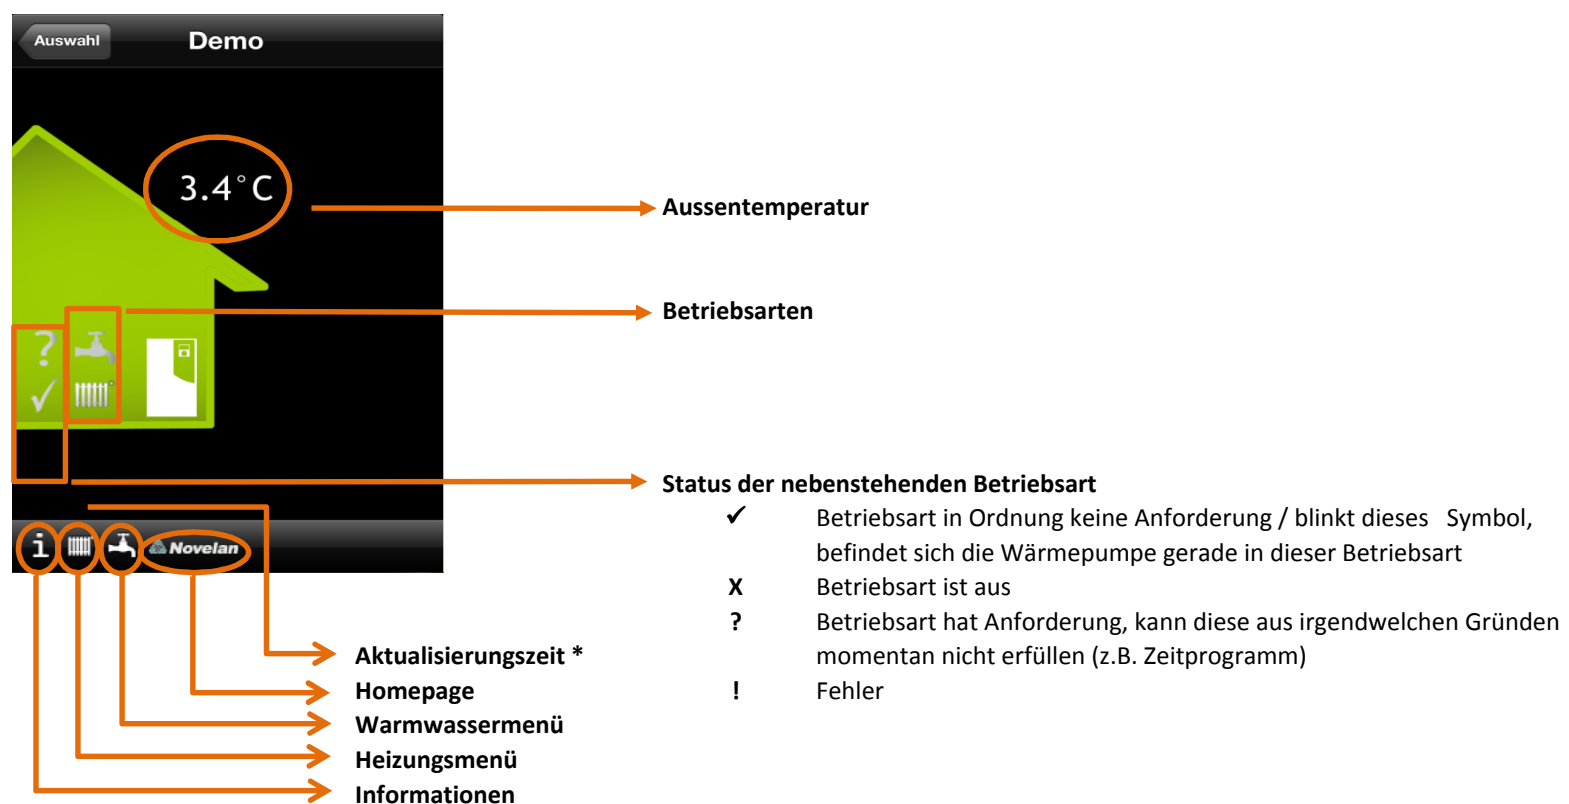 Auswahl
Demo
3.4°C
Aussentemperatur
Betriebsarten
?
✓
Status der nebenstehenden Betriebsart
✓ Betriebsart in Ordnung keine Anforderung / blinkt dieses Symbol,
befindet sich die Wärmepumpe gerade in dieser Betriebsart
X Betriebsart ist aus
? Betriebsart hat Anforderung, kann diese aus irgendwelchen Gründen
momentan nicht erfüllen (z.B. Zeitprogramm)
! Fehler
i
Novelan
Aktualisierungszeit *
Homepage
Warmwassermenü
Heizungsmenü
Informationen